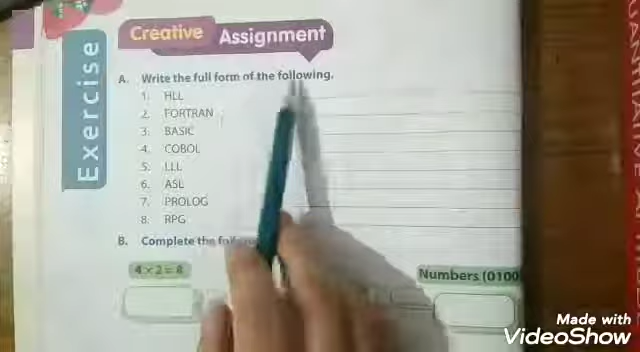 Exercise
Creative Assignment
A. Write the full form of the following.
1. HLL
2. FORTRAN
3. BASIC
4. COBOL
5. LLL
6. ASL
7. PROLOG
8. RPG
B. Complete the
4 × 2 = 8
Numbers (0100
Made with
VideoShow